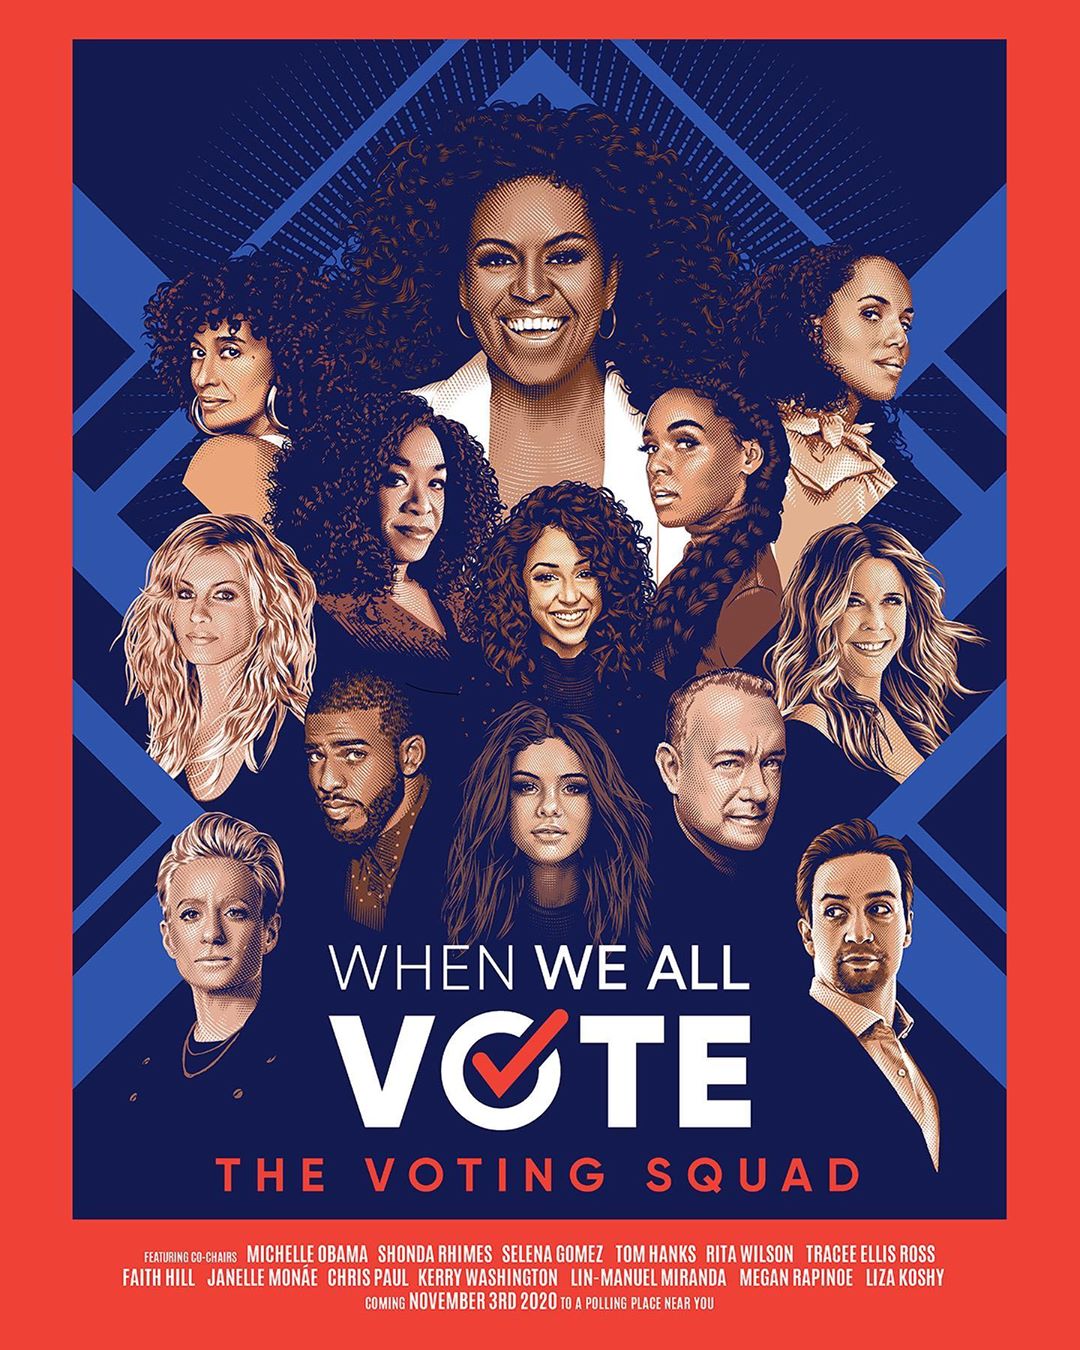 WHEN WE ALL
VOTE
THE VOTING SQUAD
FEATURING CO-CHAIRS MICHELLE OBAMA SHONDA RHIMES SELENA GOMEZ TOM HANKS RITA WILSON TRACEE ELLIS ROSS
FAITH HILL JANELLE MONÁE CHRIS PAUL KERRY WASHINGTON LIN-MANUEL MIRANDA MEGAN RAPINOE LIZA KOSHY
COMING NOVEMBER 3RD 2020 TO A POLLING PLACE NEAR YOU